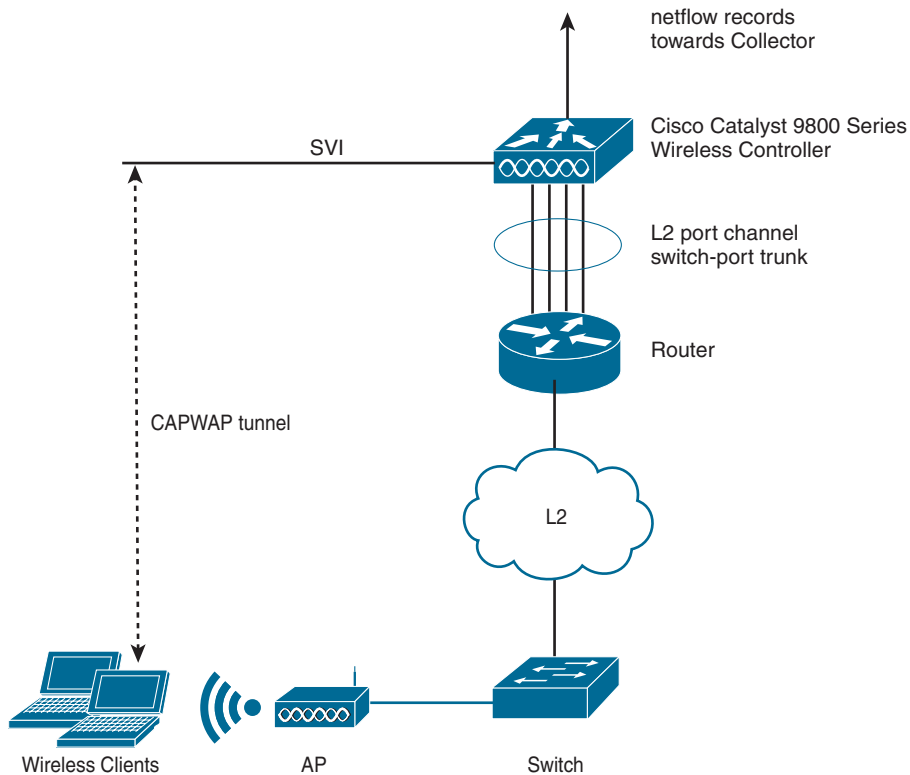 netflow records
towards Collector
Cisco Catalyst 9800 Series
Wireless Controller
SVI
L2 port channel
switch-port trunk
Router
CAPWAP tunnel
L2
Wireless Clients
AP
Switch